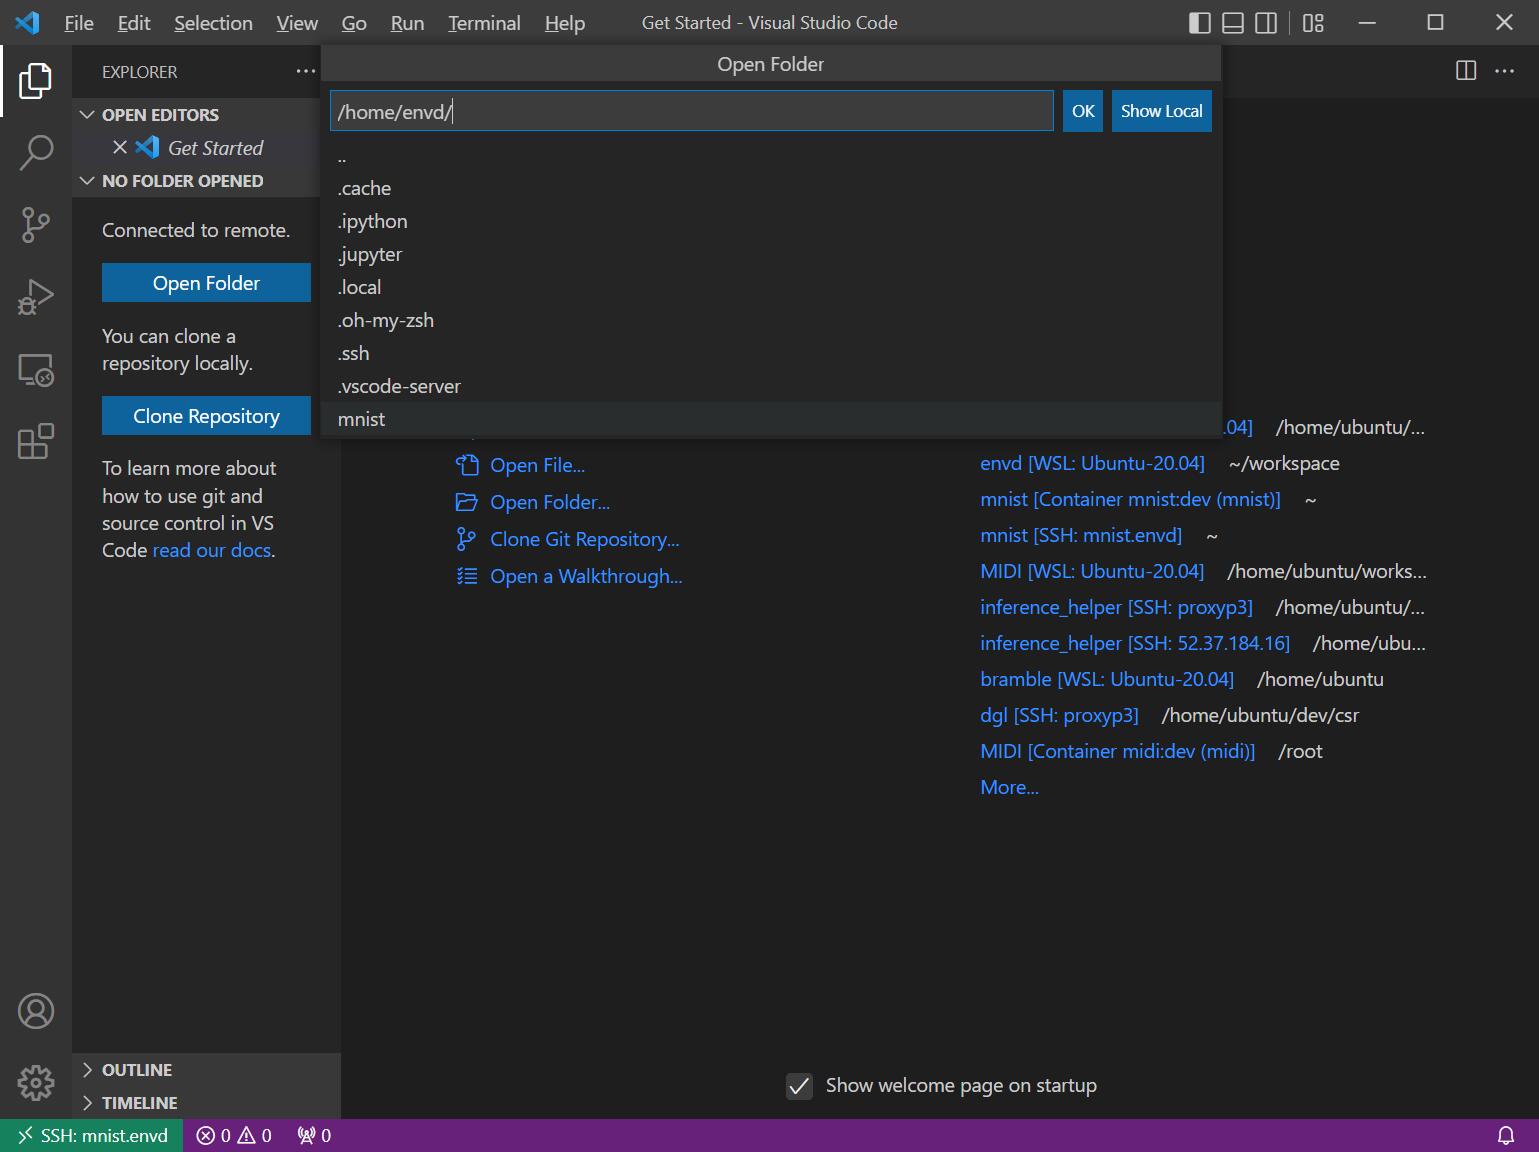 File Edit Selection View Go Run Terminal Help Get Started - Visual Studio Code
EXPLORER
OPEN EDITORS
Get Started
NO FOLDER OPENED
Connected to remote.
Open Folder
You can clone a
repository locally.
Clone Repository
To learn more about
how to use git and
source control in VS
Code read our docs.
OUTLINE
TIMELINE
Open Folder
/home/envd/ OK Show Local
..
.cache
.ipython
.jupyter
.local
.oh-my-zsh
.ssh
.vscode-server
mnist
Open File...
Open Folder...
Clone Git Repository...
Open a Walkthrough...
.04] /home/ubuntu/...
envd [WSL: Ubuntu-20.04] ~/workspace
mnist [Container mnist:dev (mnist)] ~
mnist [SSH: mnist.envd] ~
MIDI [WSL: Ubuntu-20.04] /home/ubuntu/works...
inference_helper [SSH: proxyp3] /home/ubuntu/...
inference_helper [SSH: 52.37.184.16] /home/ubu...
bramble [WSL: Ubuntu-20.04] /home/ubuntu
dgl [SSH: proxyp3] /home/ubuntu/dev/csr
MIDI [Container midi:dev (midi)] /root
More...
Show welcome page on startup
SSH: mnist.envd 0 0 0